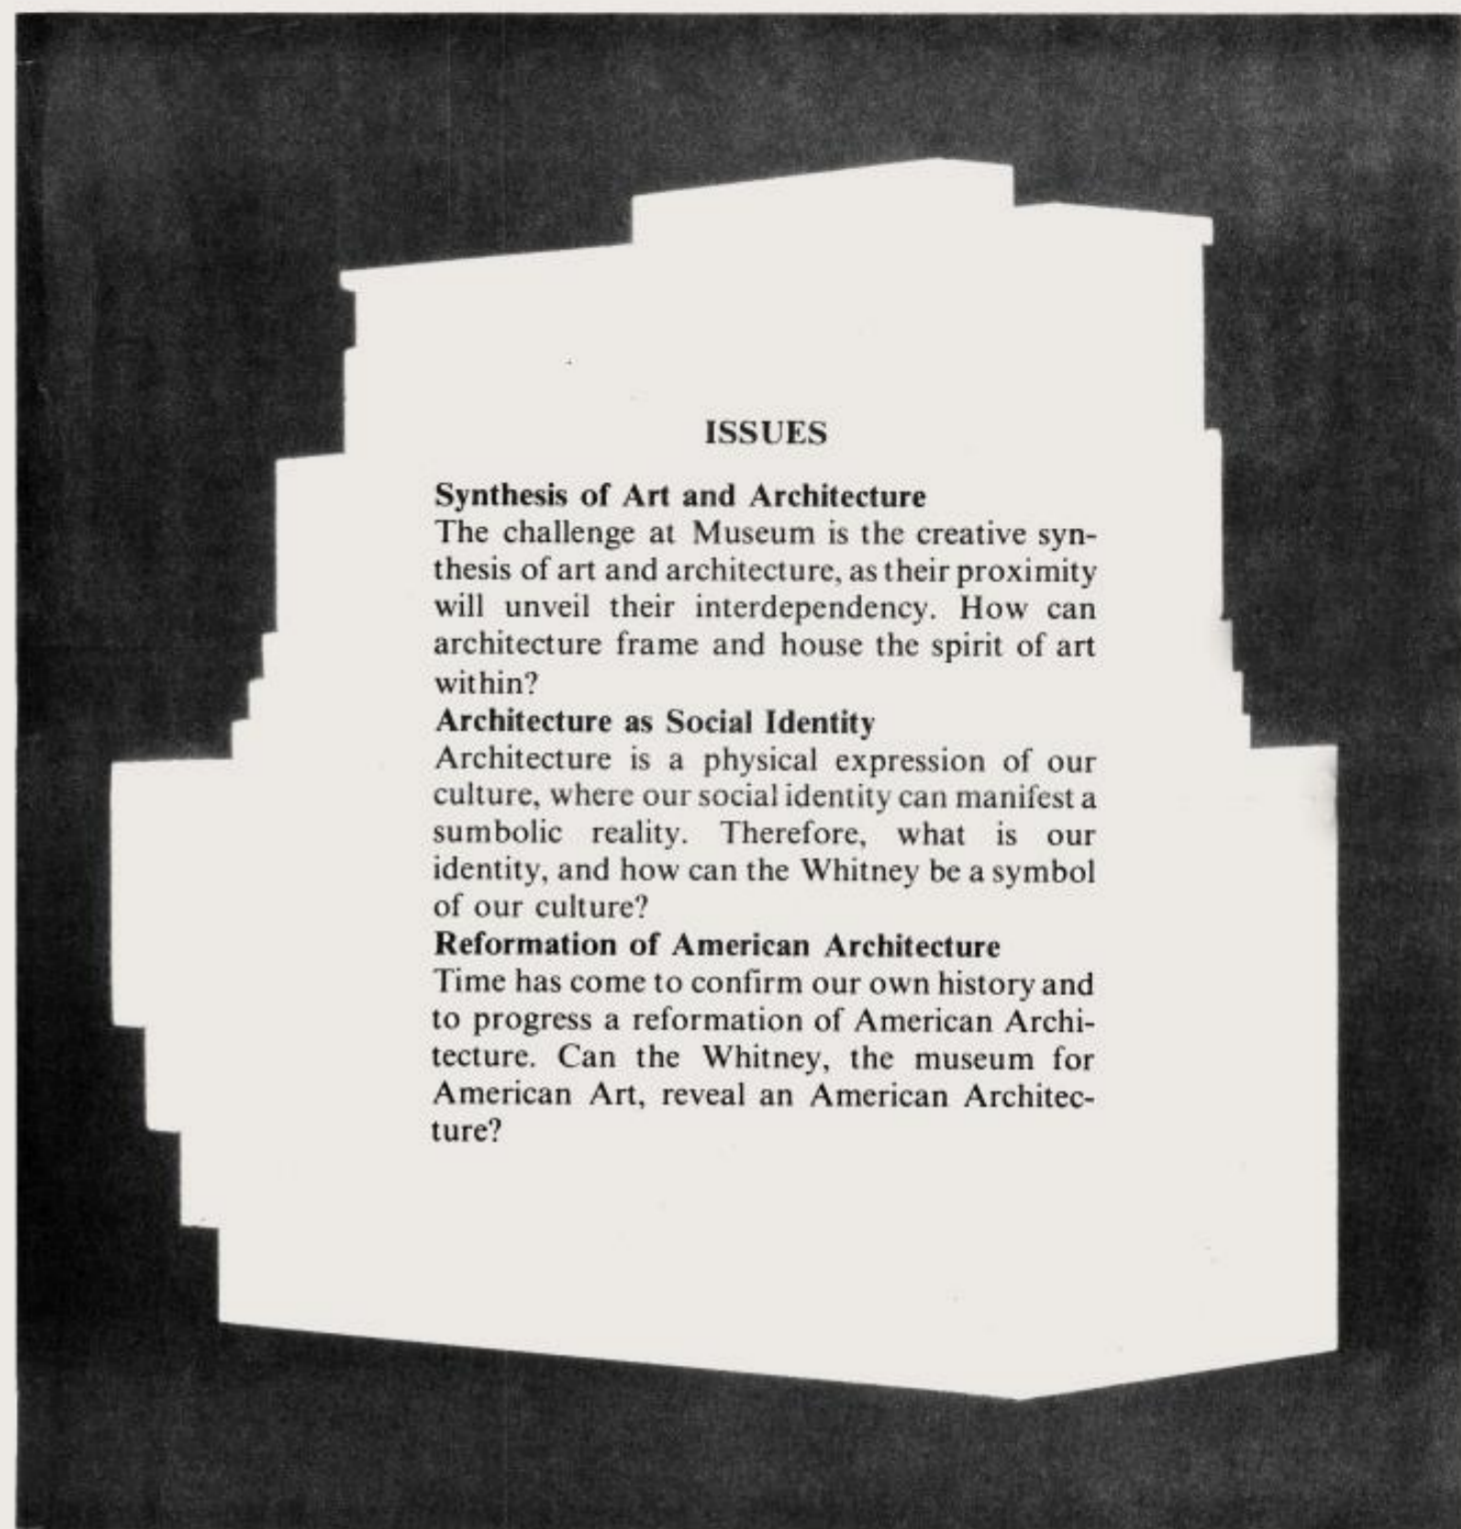 ISSUES
Synthesis of Art and Architecture
The challenge at Museum is the creative syn-
thesis of art and architecture, as their proximity
will unveil their interdependency. How can
architecture frame and house the spirit of art
within?
Architecture as Social Identity
Architecture is a physical expression of our
culture, where our social identity can manifest a
sumbolic reality. Therefore, what is our
identity, and how can the Whitney be a symbol
of our culture?
Reformation of American Architecture
Time has come to confirm our own history and
to progress a reformation of American Archi-
tecture. Can the Whitney, the museum for
American Art, reveal an American Architec-
ture?